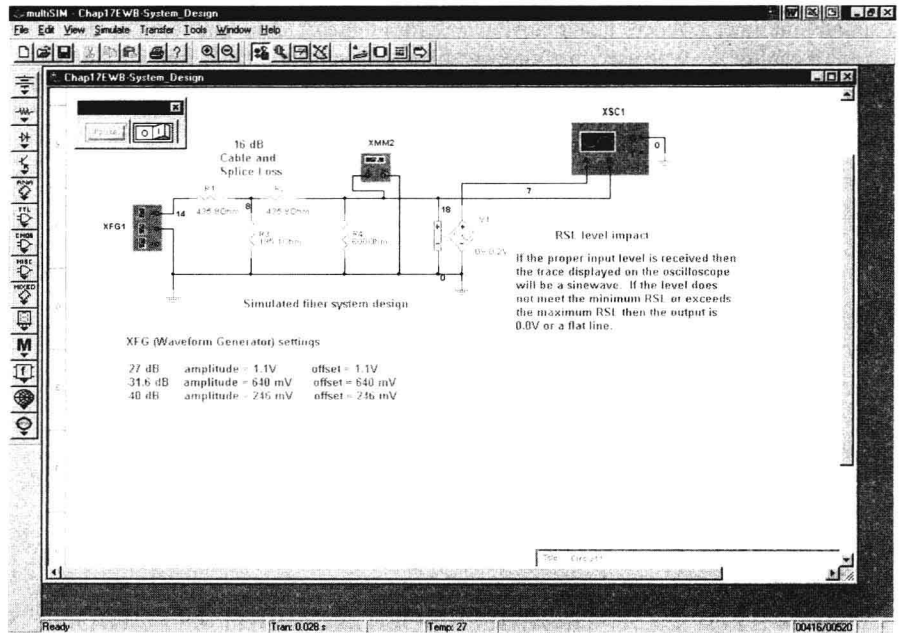 multiSIM - Chap17EWB-System_Design
File Edit View Simulate Transfer Tools Window Help
Chap17EWB-System_Design
XSC1
0
16 dB
Cable and
Splice Loss
XMM2
R1
7
14
8
18
XFG1
R3
R4
V1
0
RSL level impact
If the proper input level is received then
the trace displayed on the oscilloscope
will be a sinewave. If the level does
not meet the minimum RSL or exceeds
the maximum RSL then the output is
0.0V or a flat line.
Simulated fiber system design
XFG (Waveform Generator) settings
27 dB amplitude = 1.1V offset = 1.1V
-31.6 dB amplitude = 640 mV offset = 640 mV
-40 dB amplitude = 246 mV offset = 246 mV
Ready
Tran: 0.028 s
Temp: 27
00416/00520